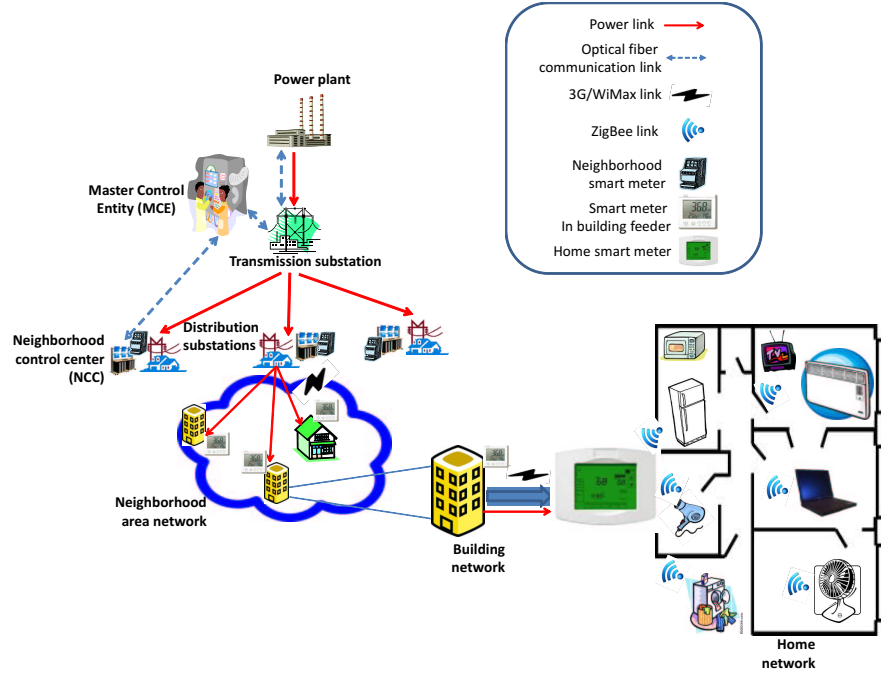 Power link
Optical fiber
communication link
3G/WiMax link
ZigBee link
Neighborhood
smart meter
Smart meter
In building feeder
Home smart meter
Power plant
Master Control
Entity (MCE)
Transmission substation
Neighborhood
control center
(NCC)
Distribution
substations
Neighborhood
area network
Building
network
TV
Home
network